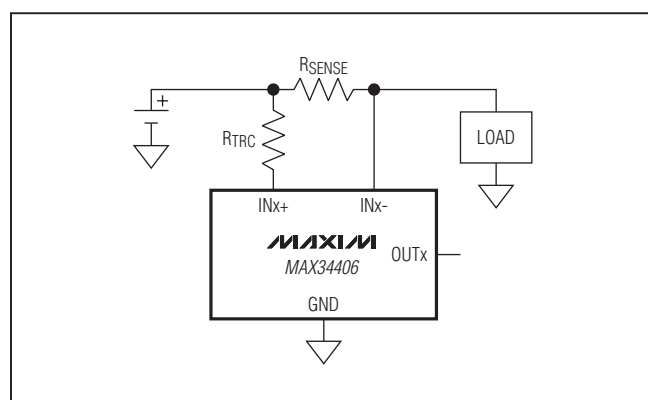 RSENSE
+
RTRC
LOAD
INx+ INx-
MAXIM
OUTx
MAX34406
GND